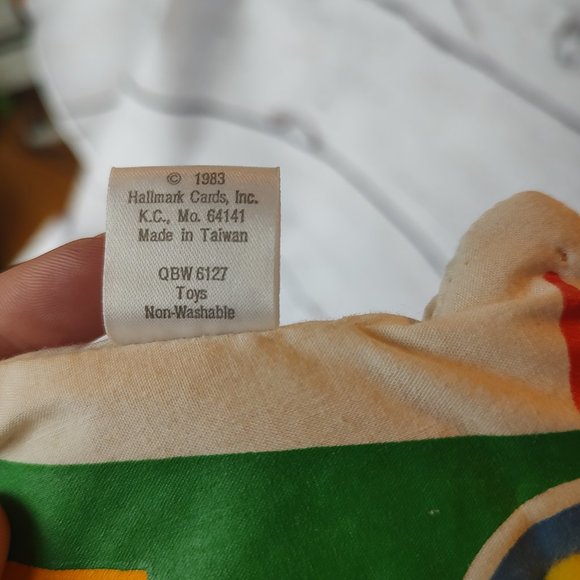 © 1983
Hallmark Cards, Inc.
K.C., Mo. 64141
Made in Taiwan
QBW 6127
Toys
Non-Washable